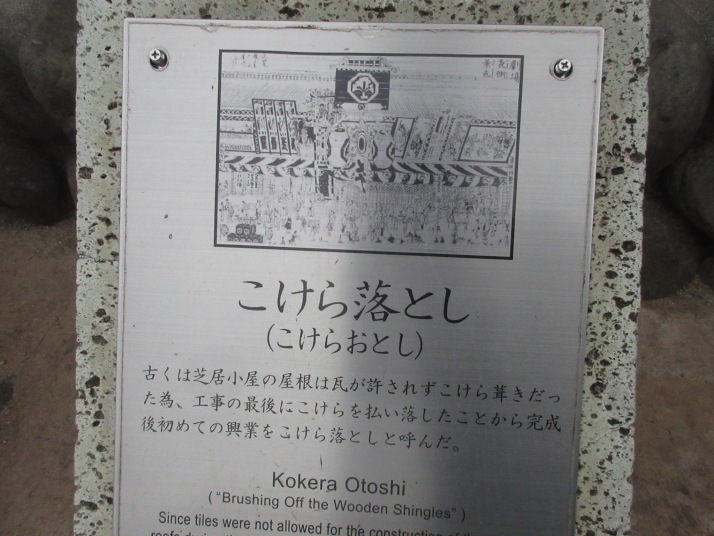 こけら落とし
(こけらおとし)
古くは芝居小屋の屋根は瓦が許されずこけら葺きだっ
た為、工事の最後にこけらを払い落したことから完成
後初めての興業をこけら落としと呼んだ。
Kokera Otoshi
( “Brushing Off the Wooden Shingles” )
Since tiles were not allowed for the construction of